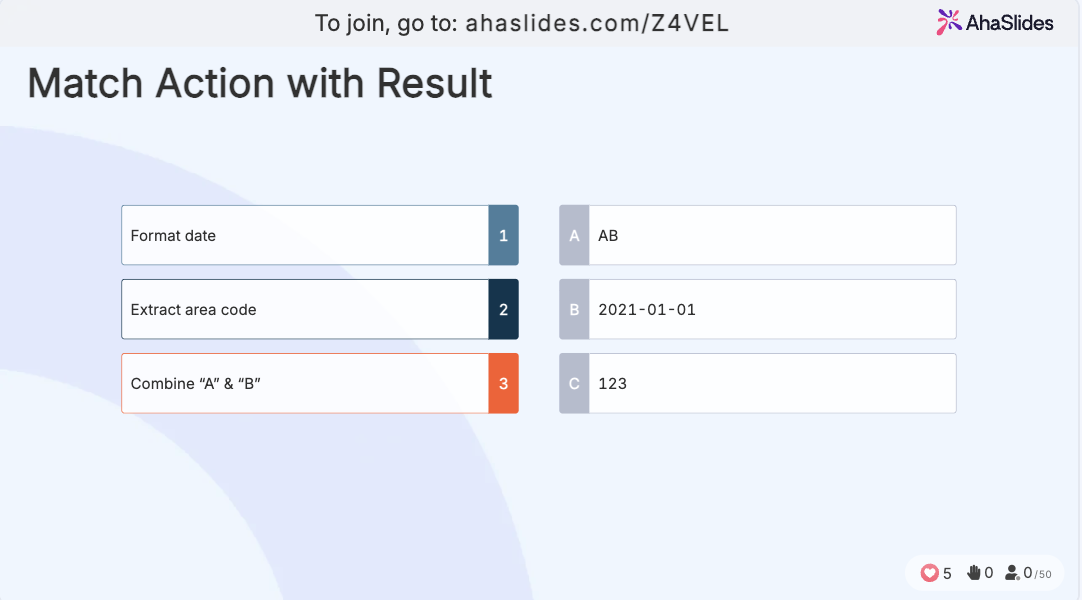 To join, go to: ahaslides.com/Z4VEL
AhaSlides
Match Action with Result
Format date 1
A AB
Extract area code 2
B 2021-01-01
Combine “A” & “B” 3
C 123
5 0 0/50